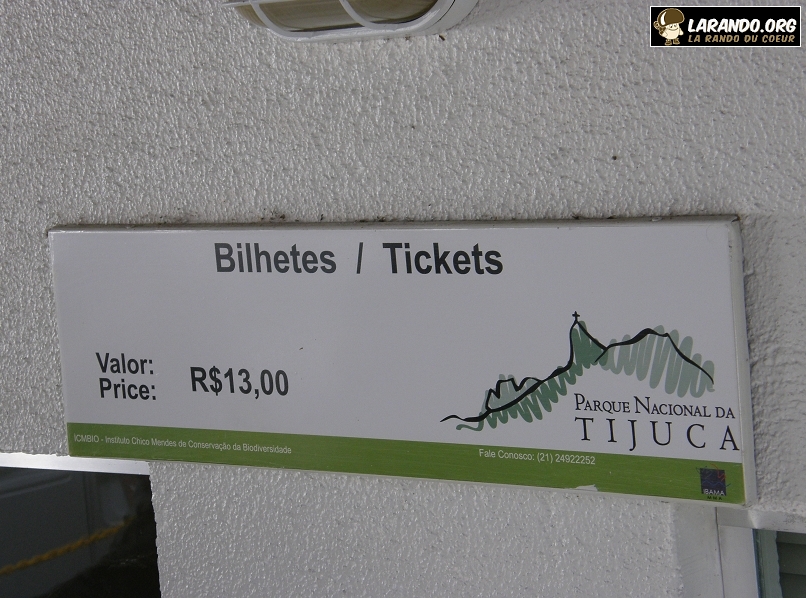 LARANDO.ORG
LA RANDO DU COEUR
Bilhetes / Tickets
Valor:
Price: R$13,00
PARQUE NACIONAL DA
TIJUCA
ICMBIO - Instituto Chico Mendes de Conservação da Biodiversidade
Fale Conosco: (21) 24922252
IBAMA